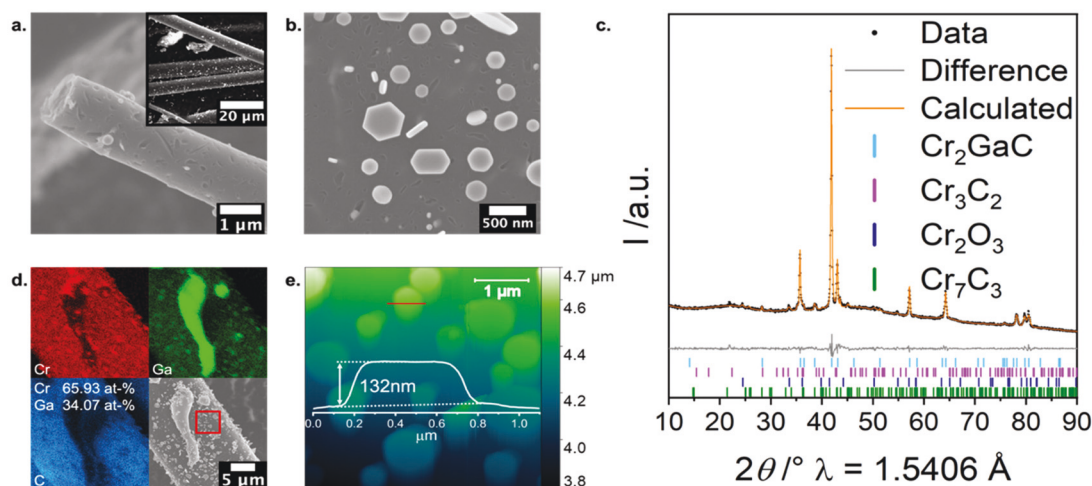 a.
20 µm
1 µm
b.
500 nm
c.
Data
Difference
Calculated
Cr₂GaC
Cr₃C₂
Cr₂O₃
Cr₇C₃
I /a.u.
10 20 30 40 50 60 70 80 90
2θ/° λ = 1.5406 Å
d.
Cr
Ga
Cr 65.93 at-%
Ga 34.07 at-%
C
5 µm
e.
1 µm
132nm
0.0 0.2 0.4 0.6 0.8 1.0
µm
4.7 µm
4.6
4.4
4.2
4.0
3.8